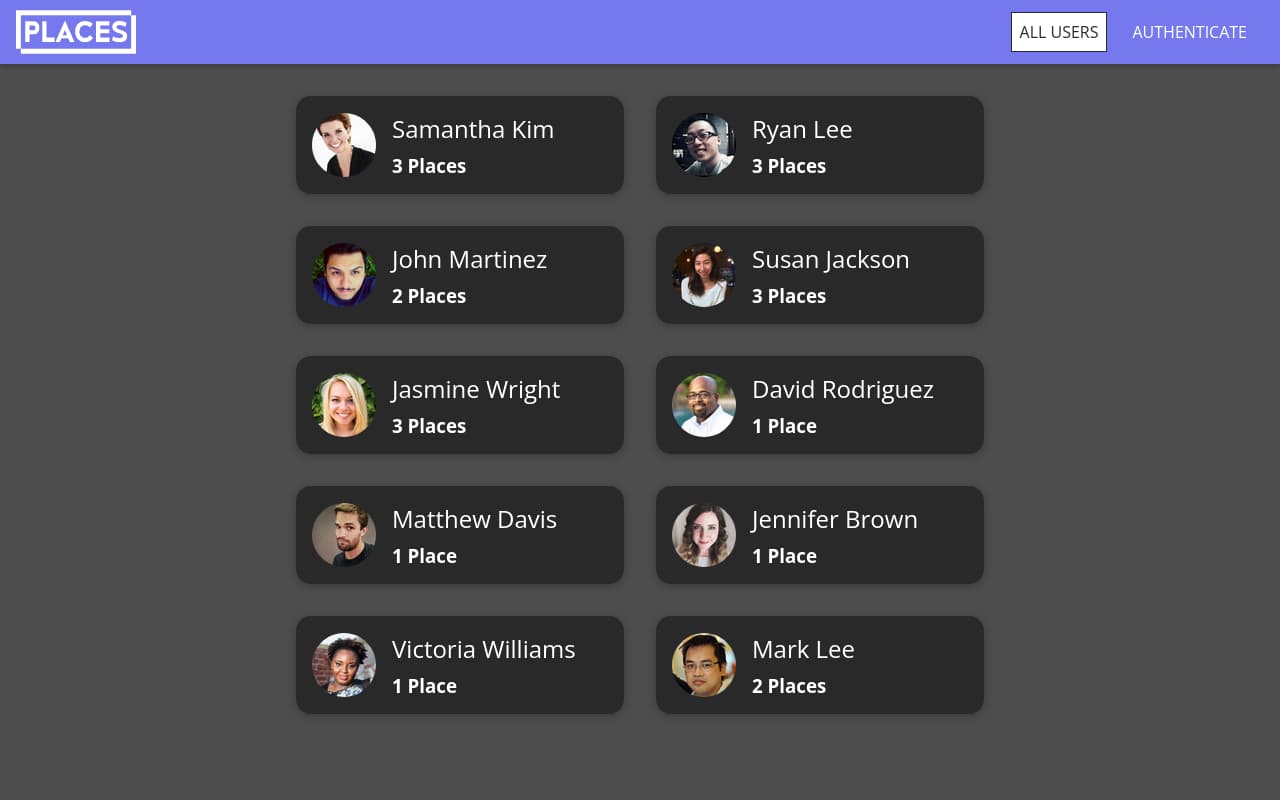 PLACES
ALL USERS
AUTHENTICATE
Samantha Kim
3 Places
Ryan Lee
3 Places
John Martinez
2 Places
Susan Jackson
3 Places
Jasmine Wright
3 Places
David Rodriguez
1 Place
Matthew Davis
1 Place
Jennifer Brown
1 Place
Victoria Williams
1 Place
Mark Lee
2 Places